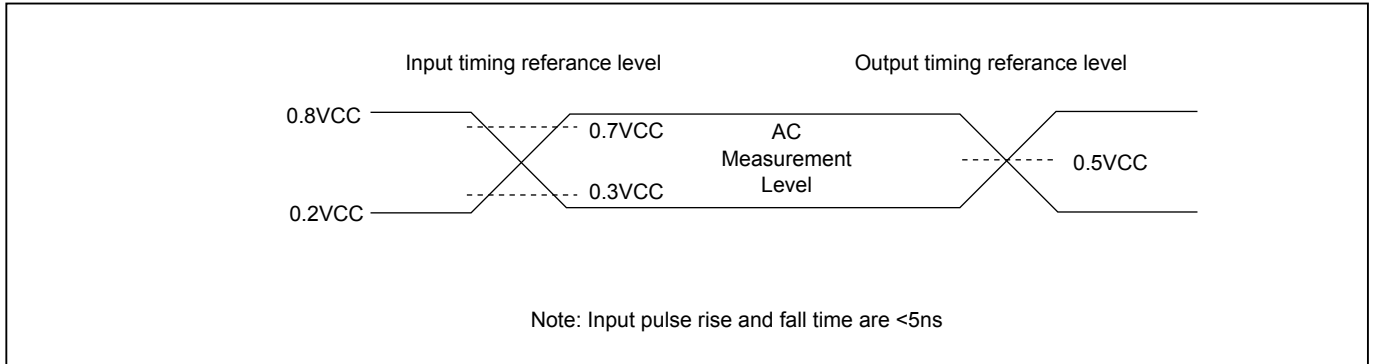 Input timing referance level
Output timing referance level
0.8VCC
0.7VCC
AC
Measurement
Level
0.5VCC
0.3VCC
0.2VCC
Note: Input pulse rise and fall time are <5ns